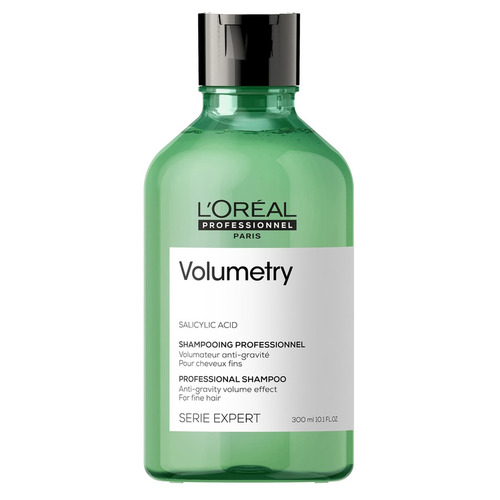 L'ORÉAL
PROFESSIONNEL
PARIS
Volumetry
SALICYLIC ACID
SHAMPOOING PROFESSIONNEL
Volumateur anti-gravité
Pour cheveux fins
PROFESSIONAL SHAMPOO
Anti-gravity volume effect
For fine hair
SERIE EXPERT
300 ml 10.1 FL.OZ.